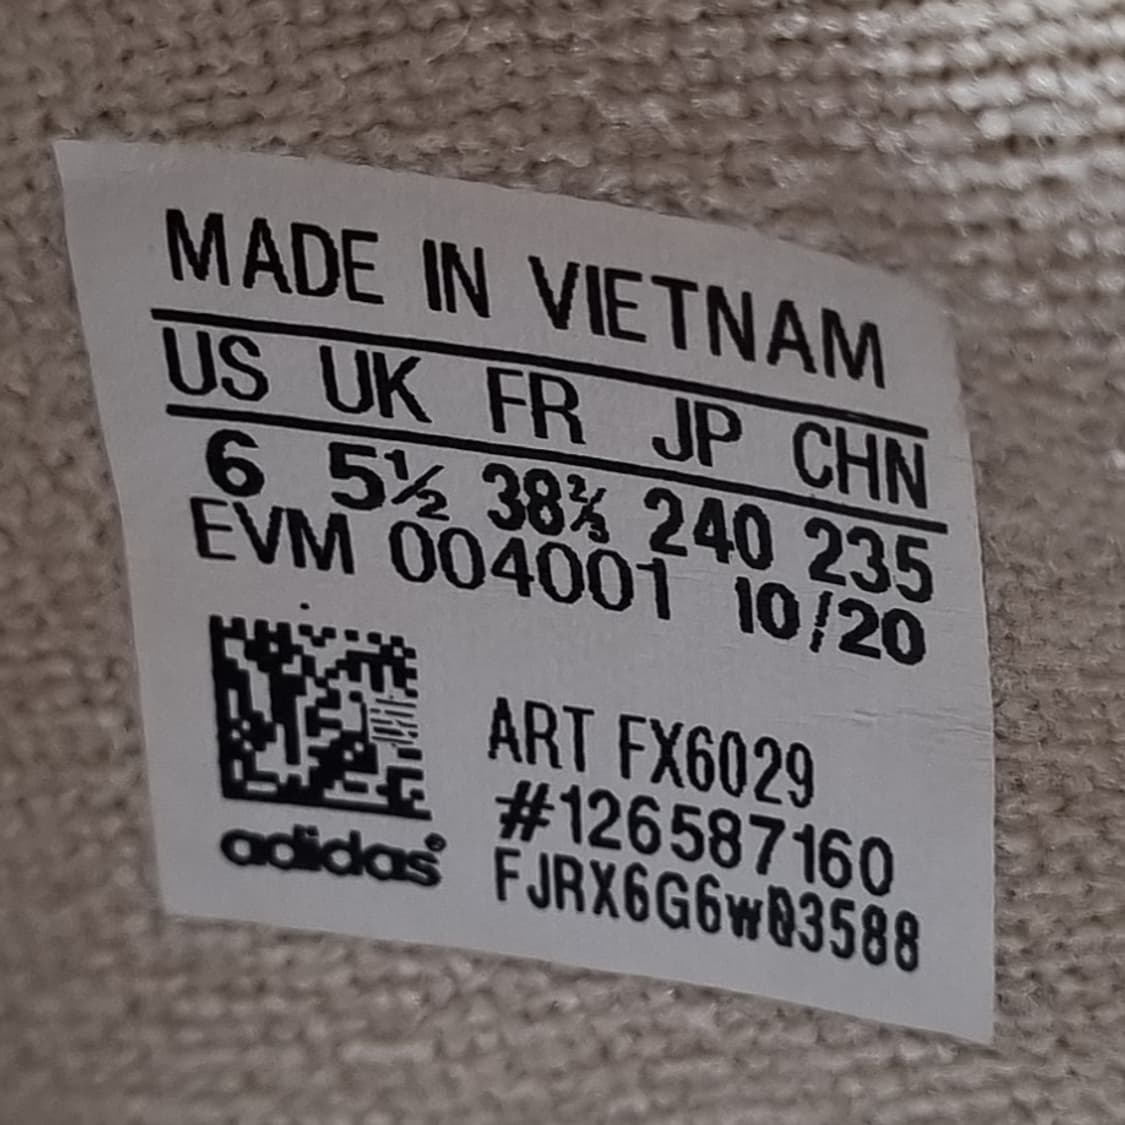 MADE IN VIETNAM
US UK FR JP CHN
6 5½ 38⅔ 240 235
EVM 004001 10/20
ART FX6029
#126587160
adidas®